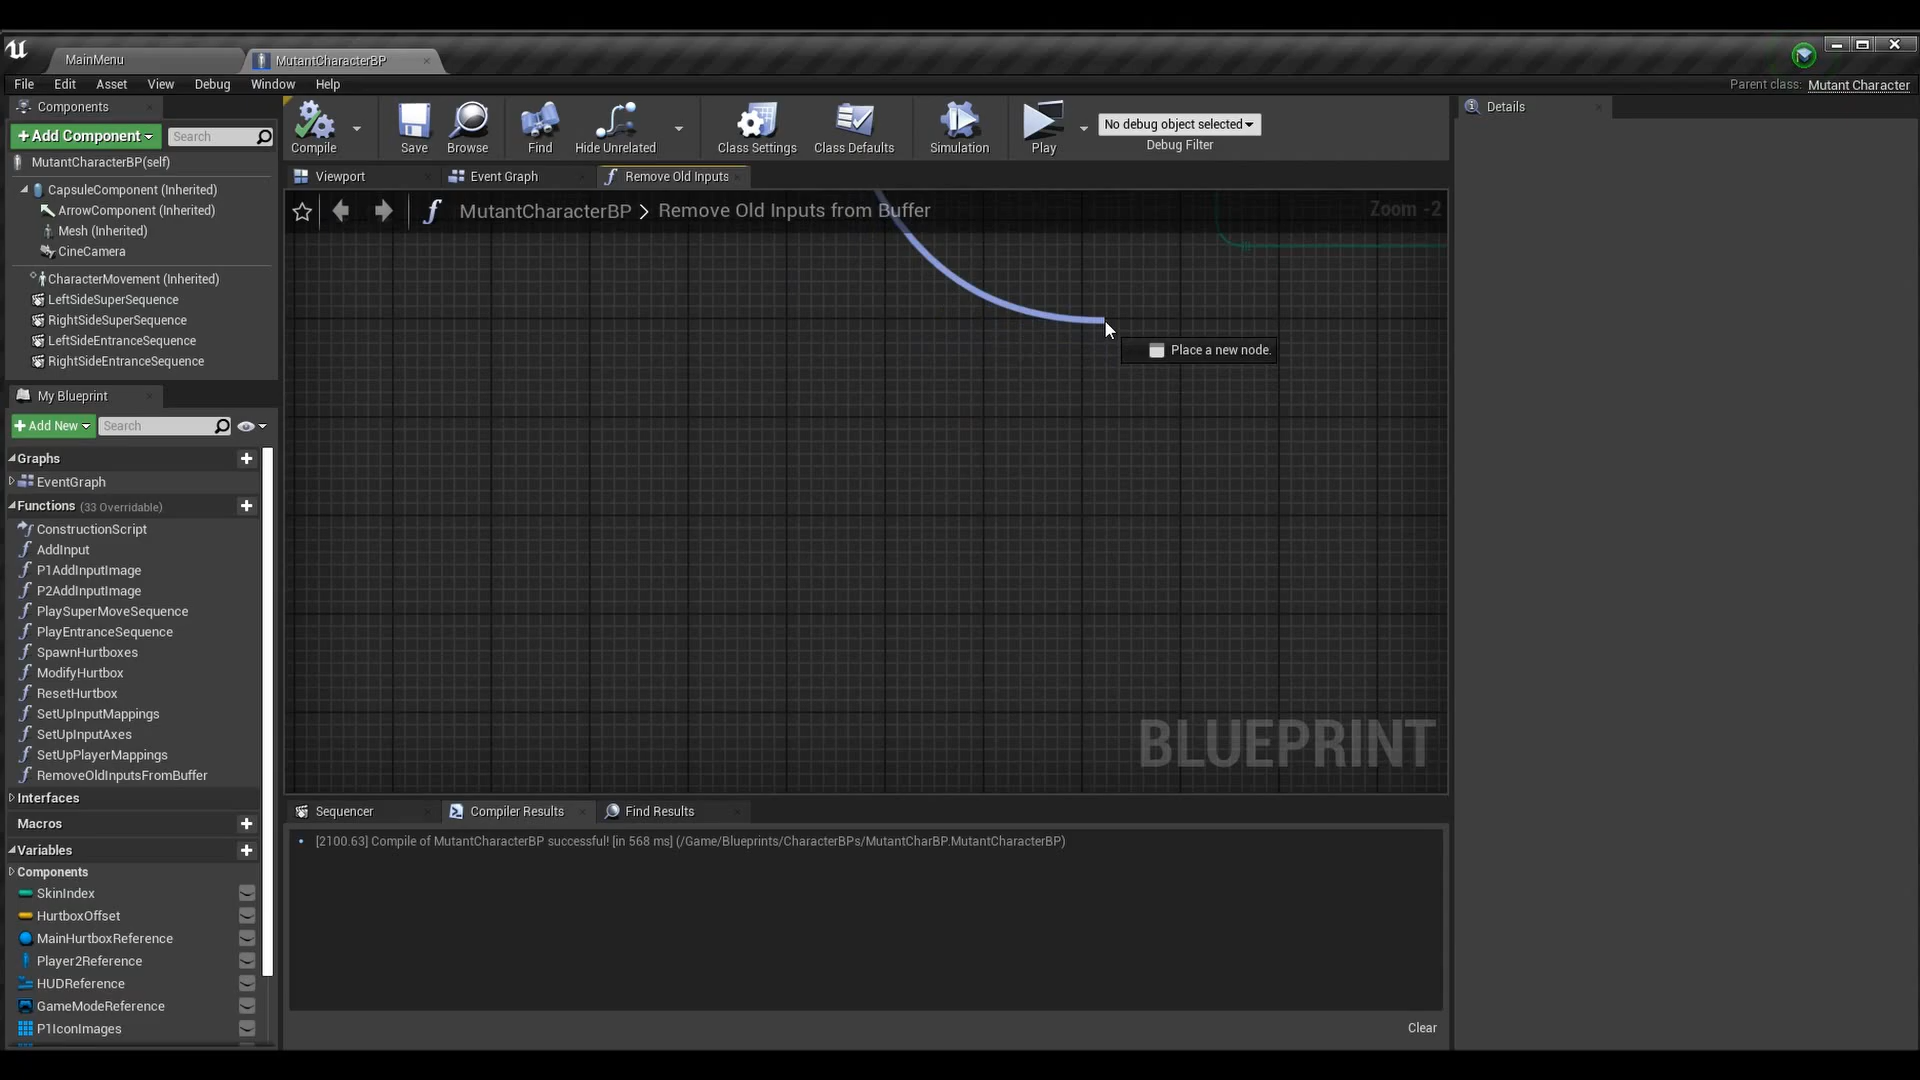 MainMenu
MutantCharacterBP
File Edit Asset View Debug Window Help
Parent class: Mutant Character
Components
Add Component
Search
MutantCharacterBP(self)
CapsuleComponent (Inherited)
ArrowComponent (Inherited)
Mesh (Inherited)
CineCamera
CharacterMovement (Inherited)
LeftSideSuperSequence
RightSideSuperSequence
LeftSideEntranceSequence
RightSideEntranceSequence
My Blueprint
Add New
Search
Graphs
EventGraph
Functions (33 Overridable)
ConstructionScript
AddInput
P1AddInputImage
P2AddInputImage
PlaySuperMoveSequence
PlayEntranceSequence
SpawnHurtboxes
ModifyHurtbox
ResetHurtbox
SetUpInputMappings
SetUpInputAxes
SetUpPlayerMappings
RemoveOldInputsFromBuffer
Interfaces
Macros
Variables
Components
SkinIndex
HurtboxOffset
MainHurtboxReference
Player2Reference
HUDReference
GameModeReference
P1IconImages
Compile
Save
Browse
Find
Hide Unrelated
Class Settings
Class Defaults
Simulation
Play
No debug object selected
Debug Filter
Viewport
Event Graph
Remove Old Inputs
MutantCharacterBP > Remove Old Inputs from Buffer
Zoom -2
Place a new node.
BLUEPRINT
Sequencer
Compiler Results
Find Results
[2100.63] Compile of MutantCharacterBP successful! [in 568 ms] (/Game/Blueprints/CharacterBPs/MutantCharBP.MutantCharacterBP)
Clear
Details